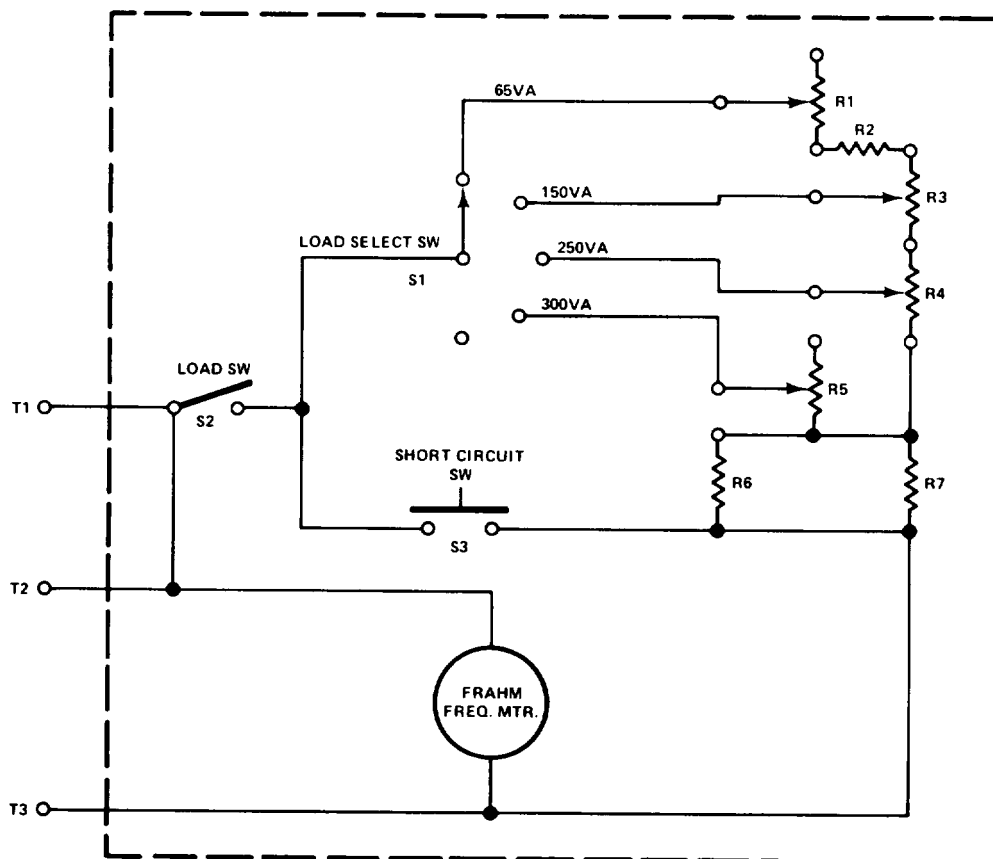 65VA
R1
R2
150VA
R3
LOAD SELECT SW
S1
250VA
R4
300VA
LOAD SW
R5
T1
S2
SHORT CIRCUIT
SW
R6
R7
S3
T2
FRAHM
FREQ. MTR.
T3